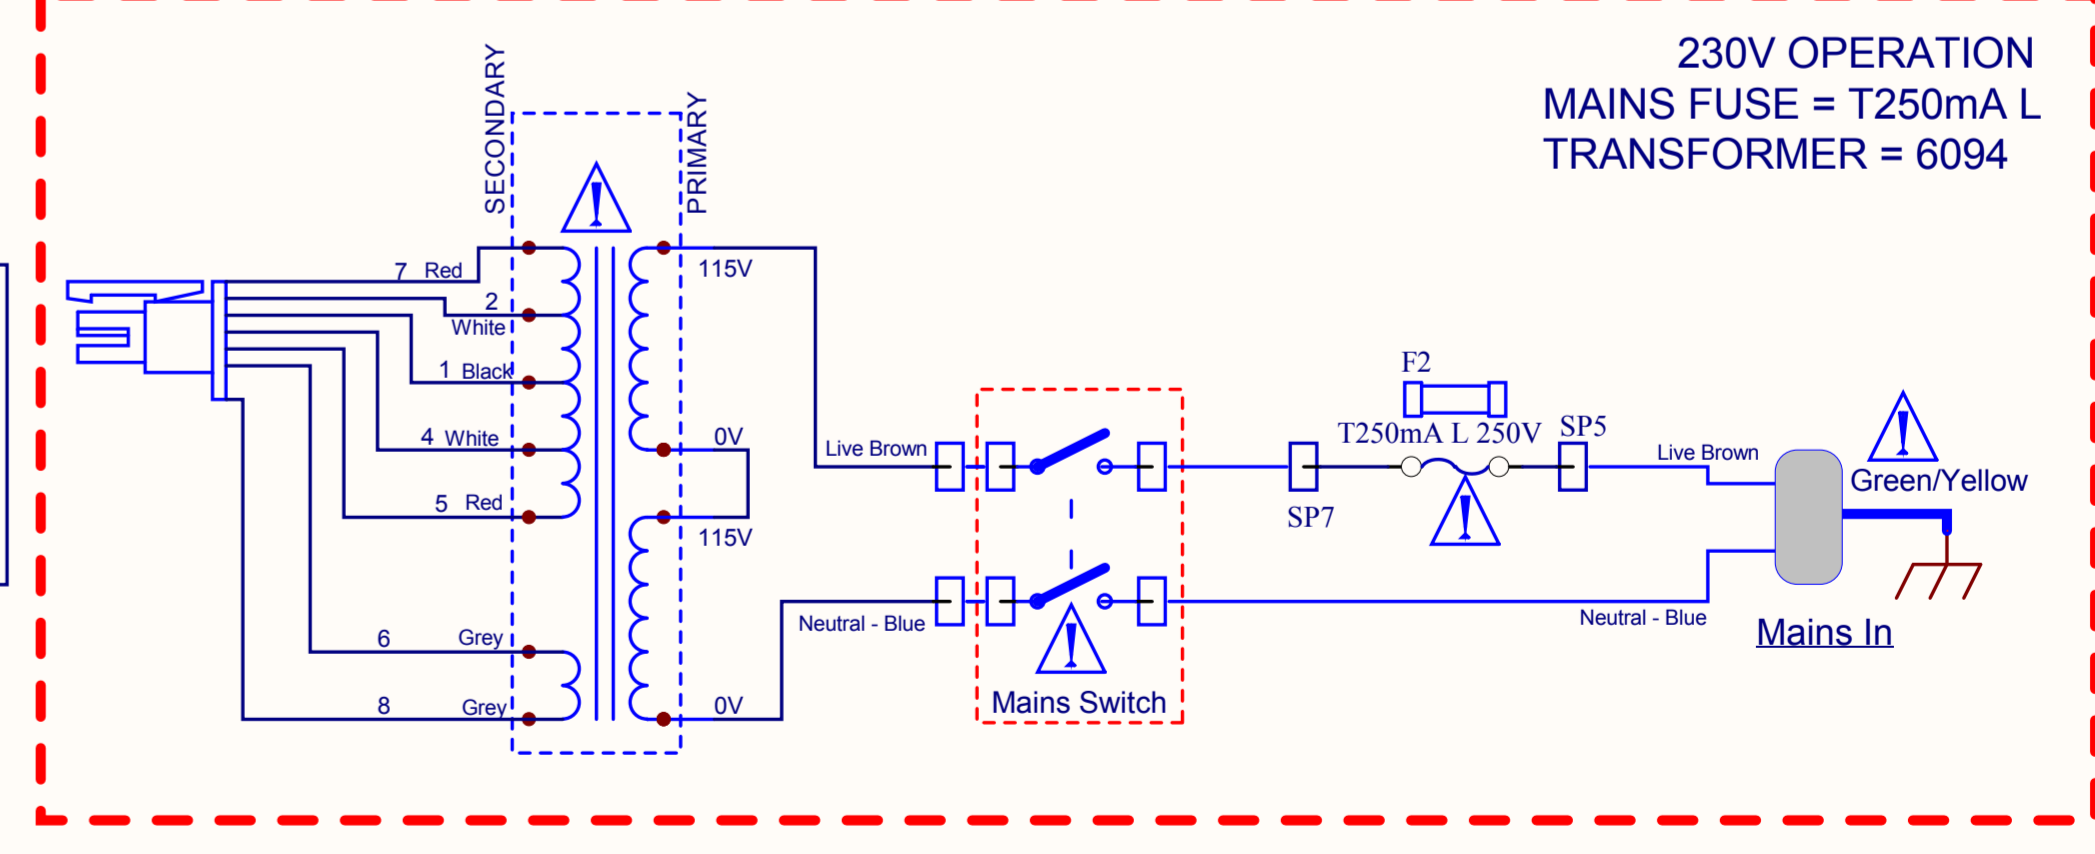 230V OPERATION
MAINS FUSE = T250mA L
TRANSFORMER = 6094
SECONDARY
PRIMARY
7 Red
2
White
1 Black
4 White
5 Red
6 Grey
8 Grey
115V
0V
115V
0V
Live Brown
Neutral - Blue
Mains Switch
F2
T250mA L 250V
SP7
SP5
Live Brown
Neutral - Blue
Green/Yellow
Mains In